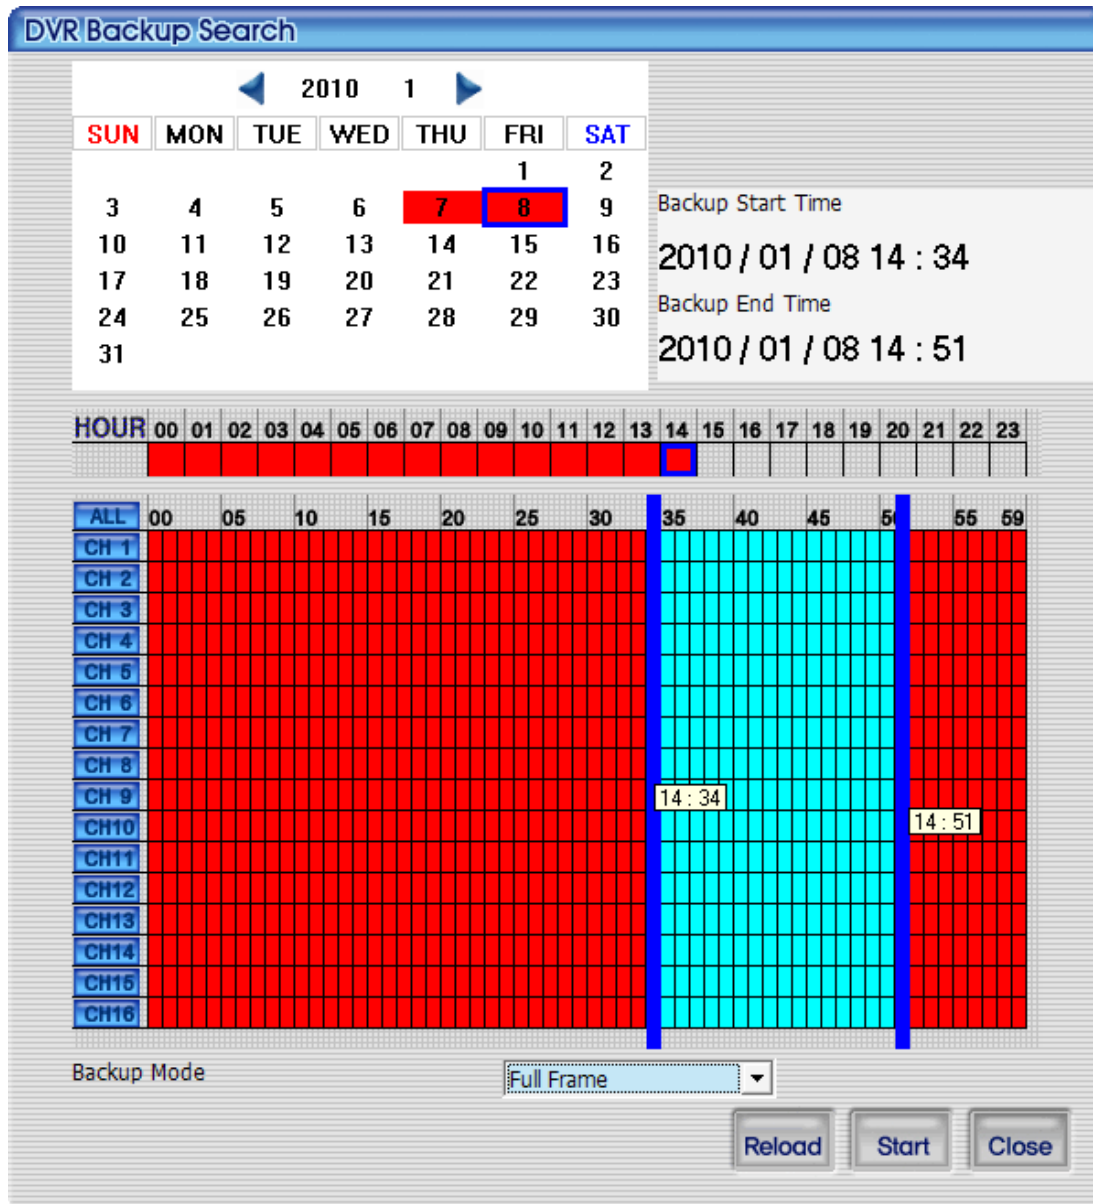 DVR Backup Search
2010 1
SUN MON TUE WED THU FRI SAT
1 2
3 4 5 6 7 8 9
10 11 12 13 14 15 16
17 18 19 20 21 22 23
24 25 26 27 28 29 30
31
Backup Start Time
2010 / 01 / 08 14 : 34
Backup End Time
2010 / 01 / 08 14 : 51
HOUR 00 01 02 03 04 05 06 07 08 09 10 11 12 13 14 15 16 17 18 19 20 21 22 23
ALL 00 05 10 15 20 25 30 35 40 45 50 55 59
CH 1
CH 2
CH 3
CH 4
CH 5
CH 6
CH 7
CH 8
CH 9 14 : 34
CH10 14 : 51
CH11
CH12
CH13
CH14
CH15
CH16
Backup Mode Full Frame
Reload Start Close